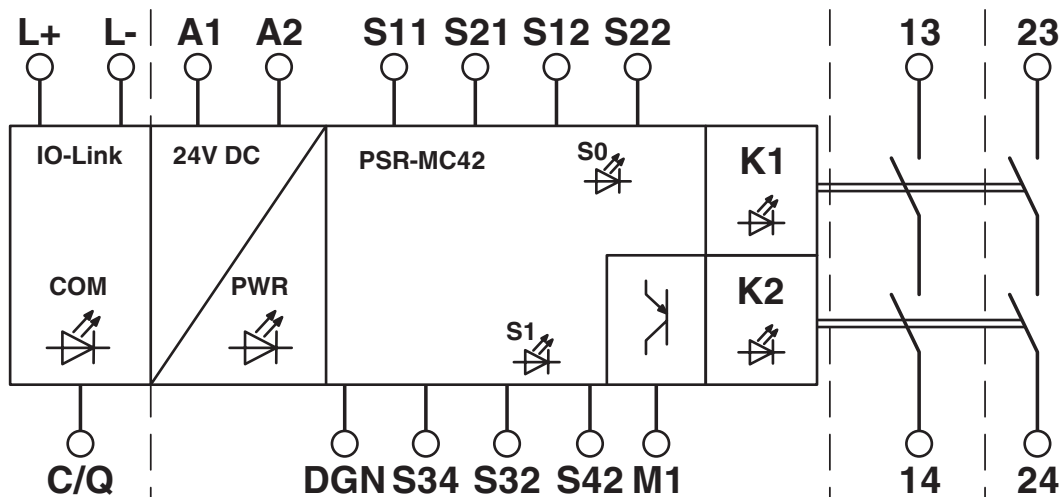 L+ L- A1 A2 S11 S21 S12 S22 13 23
IO-Link 24V DC PSR-MC42 S0 K1
COM PWR S1 K2
C/Q DGN S34 S32 S42 M1 14 24